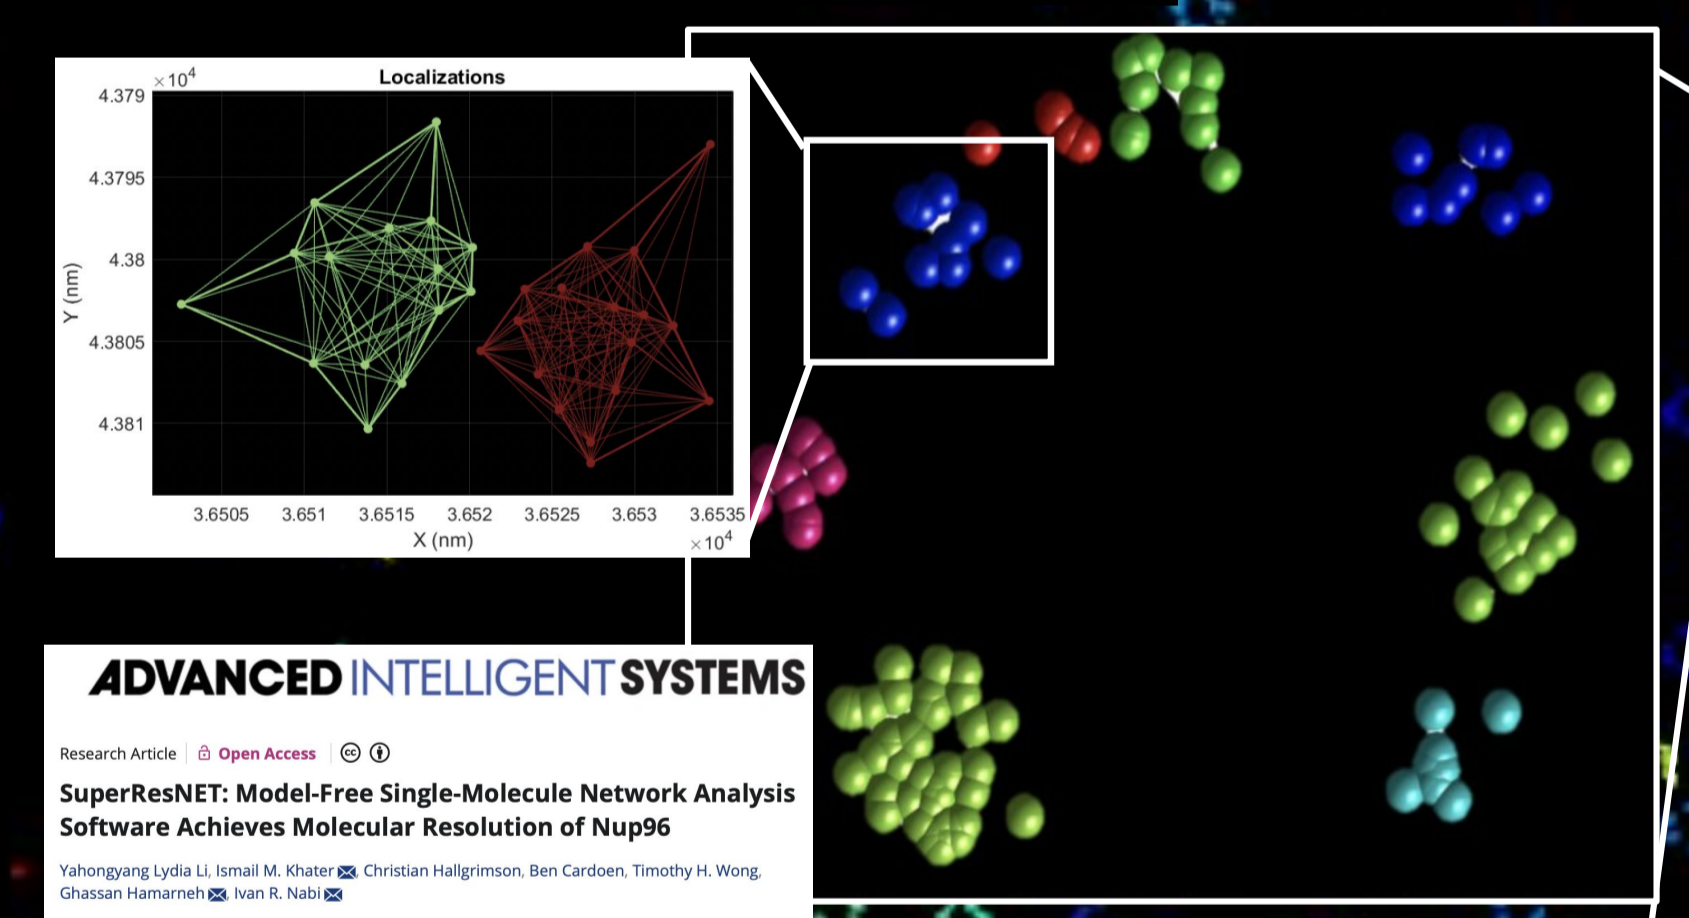 Localizations
×10⁴
4.379
4.3795
4.38
4.3805
4.381
Y (nm)
3.6505 3.651 3.6515 3.652 3.6525 3.653 3.6535
X (nm)
×10⁴
ADVANCED INTELLIGENT SYSTEMS
Research Article Open Access cc
SuperResNET: Model-Free Single-Molecule Network Analysis
Software Achieves Molecular Resolution of Nup96
Yahongyang Lydia Li, Ismail M. Khater, Christian Hallgrimson, Ben Cardoen, Timothy H. Wong,
Ghassan Hamarneh, Ivan R. Nabi